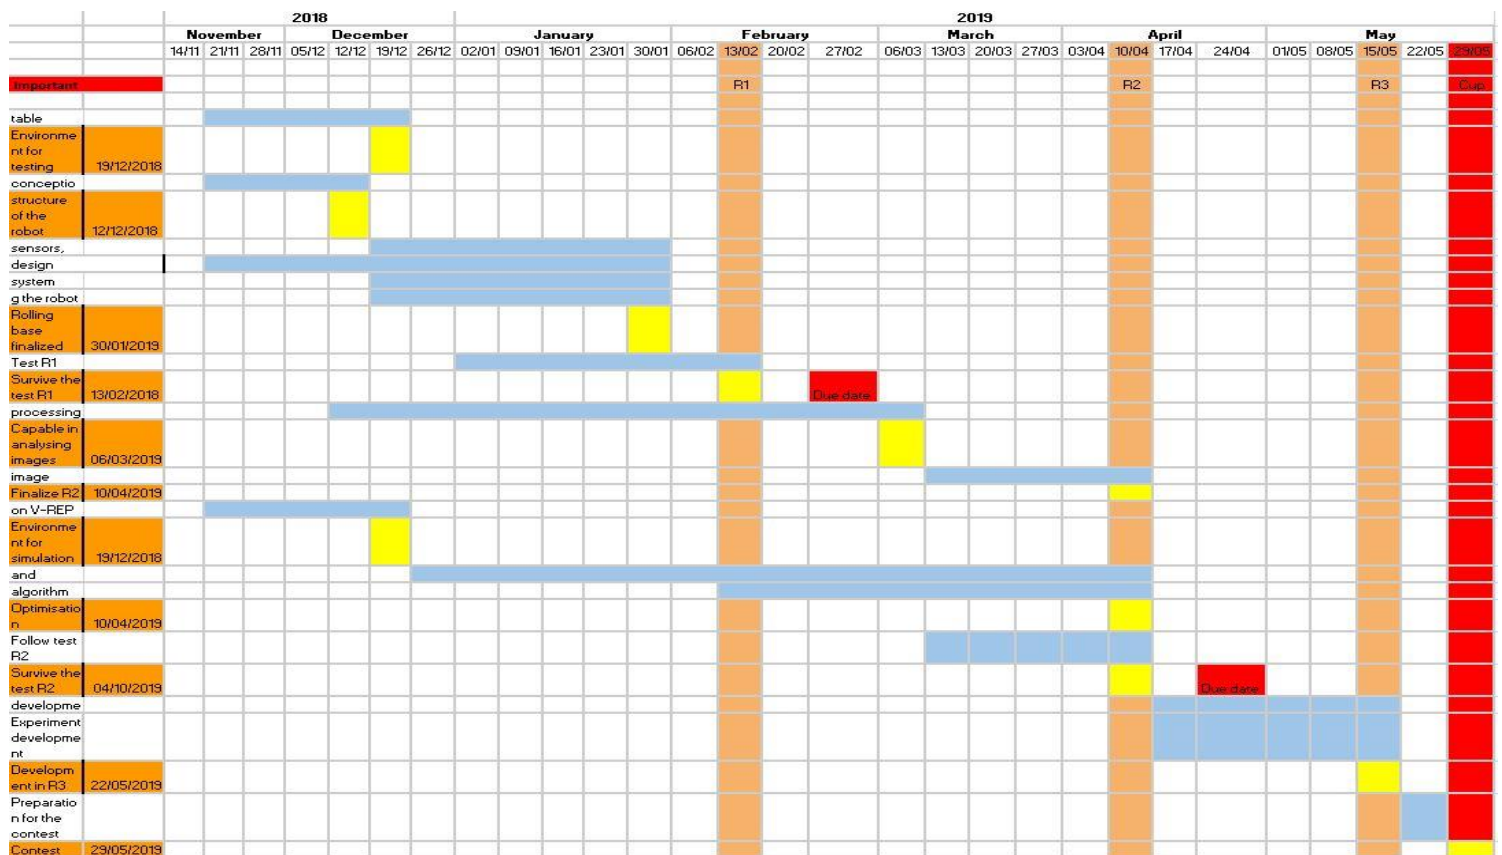 2018 2019
November December January February March April May
14/11 21/11 28/11 05/12 12/12 19/12 26/12 02/01 09/01 16/01 23/01 30/01 06/02 13/02 20/02 27/02 06/03 13/03 20/03 27/03 03/04 10/04 17/04 24/04 01/05 08/05 15/05 22/05 29/05
Important R1 R2 R3 Cup
table
Environme
nt for
testing 19/12/2018
conceptio
structure
of the
robot 12/12/2018
sensors,
design
system
g the robot
Rolling
base
finalized 30/01/2019
Test R1
Survive the
test R1 13/02/2018 Due date
processing
Capable in
analysing
images 06/03/2019
image
Finalize R2 10/04/2019
on V-REP
Environme
nt for
simulation 19/12/2018
and
algorithm
Optimisatio
n 10/04/2019
Follow test
R2
Survive the
test R2 04/10/2019 Due date
developme
Experiment
developme
nt
Developm
ent in R3 22/05/2019
Preparatio
n for the
contest
Contest 29/05/2019